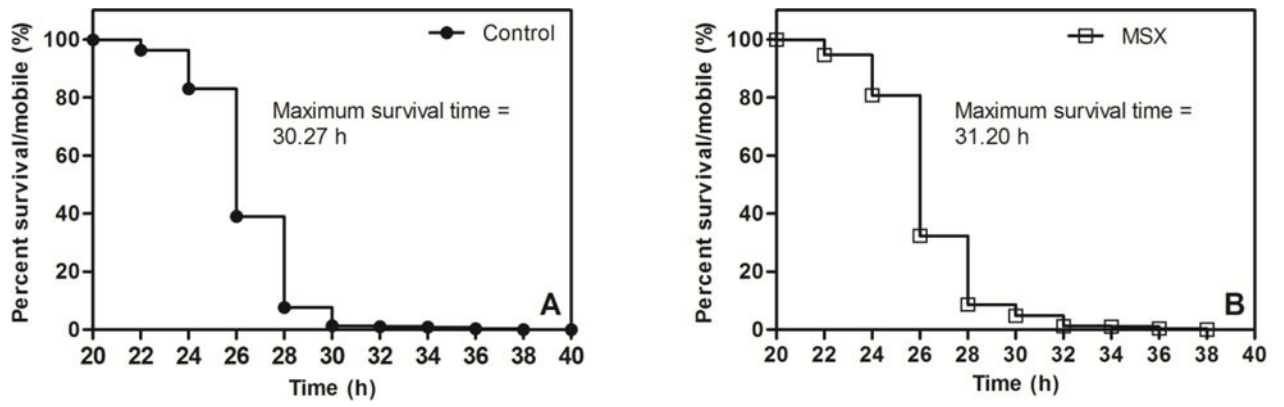 Control
Percent survival/mobile (%)
100
80
60
40
20
0
Maximum survival time =
30.27 h
A
20 22 24 26 28 30 32 34 36 38 40
Time (h)
MSX
Percent survival/mobile (%)
100
80
60
40
20
0
Maximum survival time =
31.20 h
B
20 22 24 26 28 30 32 34 36 38 40
Time (h)